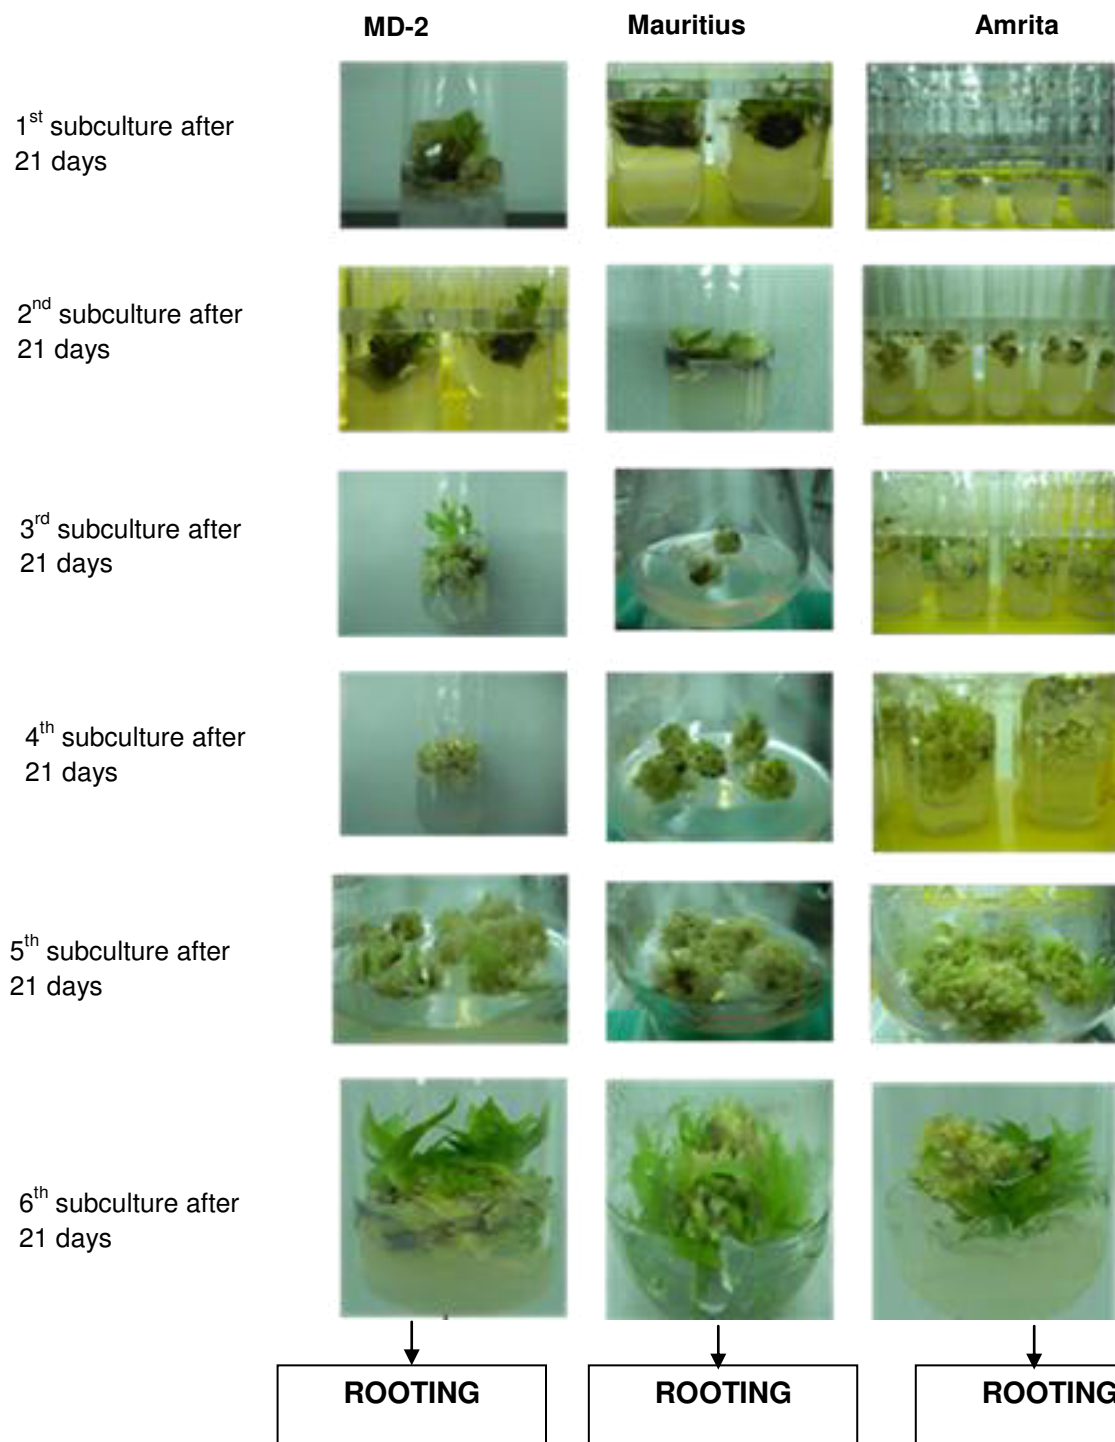 MD-2 Mauritius Amrita
1st subculture after
21 days
2nd subculture after
21 days
3rd subculture after
21 days
4th subculture after
21 days
5th subculture after
21 days
6th subculture after
21 days
ROOTING ROOTING ROOTING